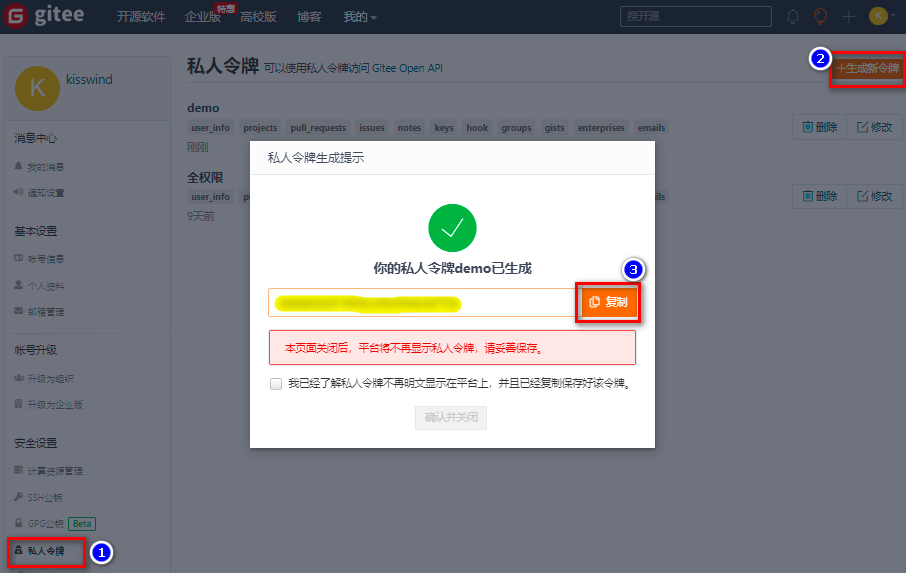 gitee 开源软件 企业版 特惠 高校版 博客 我的 搜开源 K
K kisswind
消息中心
我的消息
通知设置
基本设置
帐号信息
个人资料
邮箱管理
帐号升级
升级为组织
升级为企业版
安全设置
计算资源管理
SSH公钥
GPG公钥 Beta
私人令牌 1
私人令牌 可以使用私人令牌访问 Gitee Open API 2 +生成新令牌
demo
user_info projects pull_requests issues notes keys hook groups gists enterprises emails 删除 修改
刚刚
全权限
user_info 删除 修改
9天前
私人令牌生成提示
你的私人令牌demo已生成
3
复制
本页面关闭后，平台将不再显示私人令牌，请妥善保存。
我已经了解私人令牌不再明文显示在平台上，并且已经复制保存好该令牌。
确认并关闭